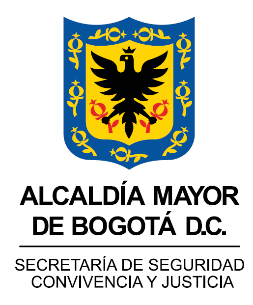 ALCALDÍA MAYOR
DE BOGOTÁ D.C.
SECRETARÍA DE SEGURIDAD
CONVIVENCIA Y JUSTICIA